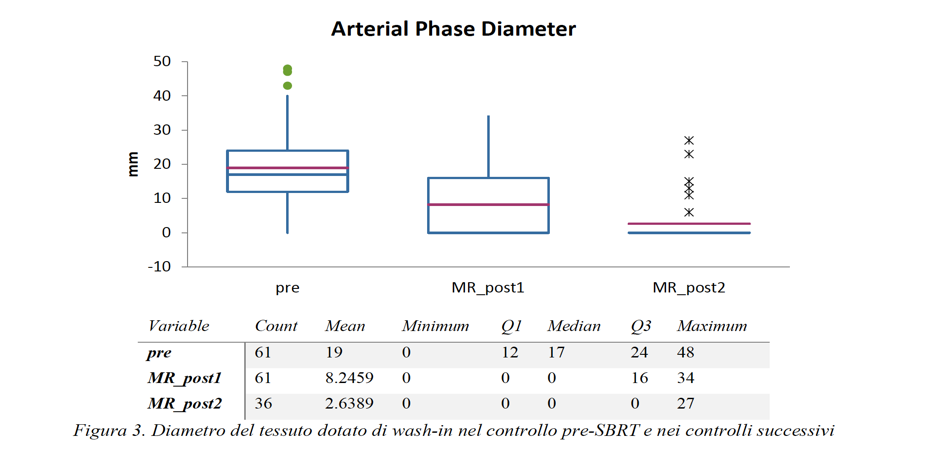 Arterial Phase Diameter
50
40
30
20
10
0
-10
mm
pre MR_post1 MR_post2
Variable Count Mean Minimum Q1 Median Q3 Maximum
pre 61 19 0 12 17 24 48
MR_post1 61 8.2459 0 0 0 16 34
MR_post2 36 2.6389 0 0 0 0 27
Figura 3. Diametro del tessuto dotato di wash-in nel controllo pre-SBRT e nei controlli successivi